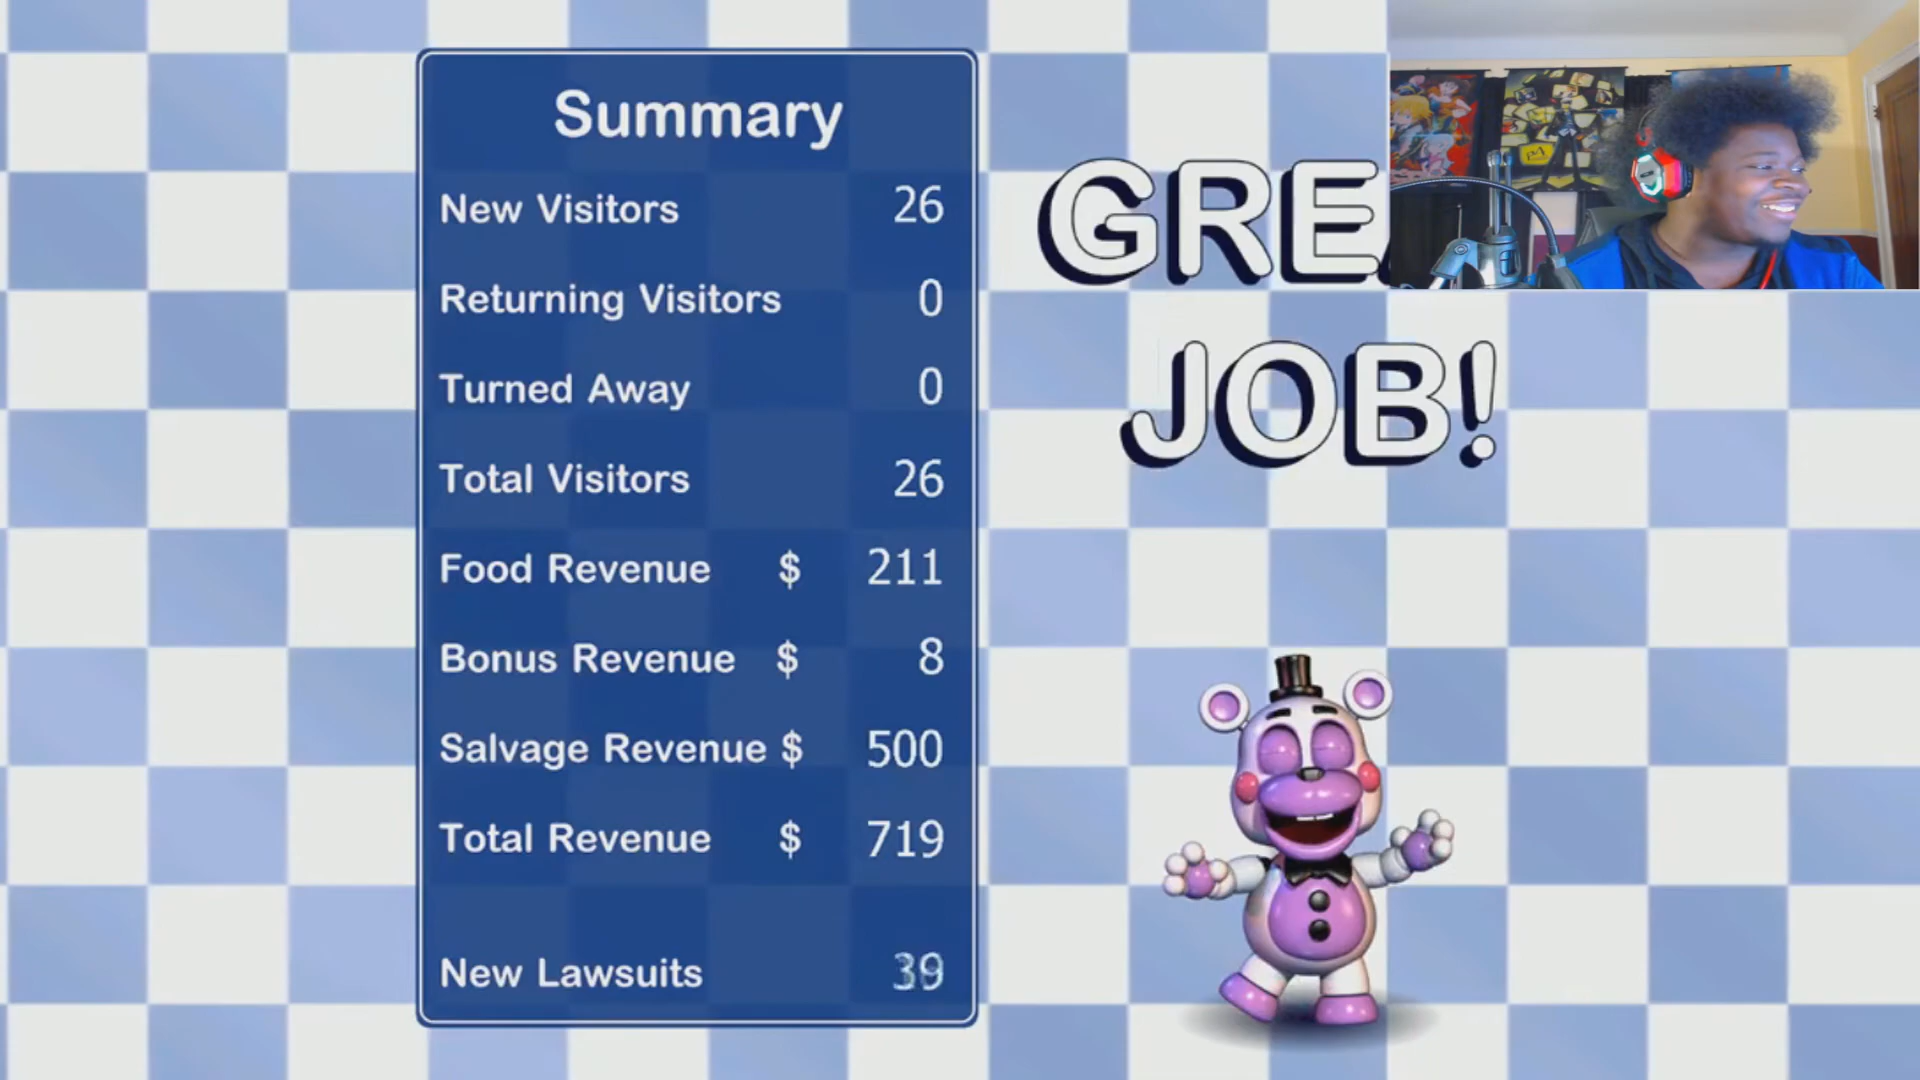 Summary
New Visitors 26
Returning Visitors 0
Turned Away 0
Total Visitors 26
Food Revenue $ 211
Bonus Revenue $ 8
Salvage Revenue $ 500
Total Revenue $ 719
New Lawsuits
GRE
JOB!
P4